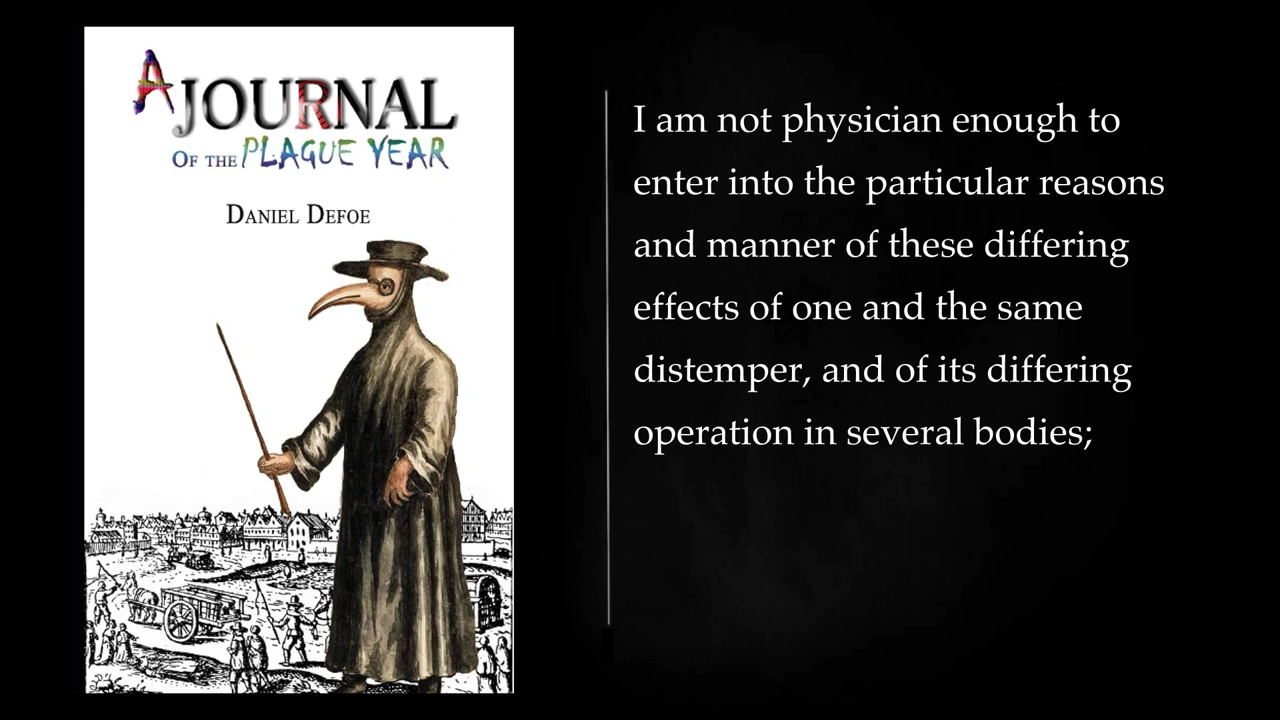 A JOURNAL
OF THE PLAGUE YEAR
DANIEL DEFOE
I am not physician enough to
enter into the particular reasons
and manner of these differing
effects of one and the same
distemper, and of its differing
operation in several bodies;